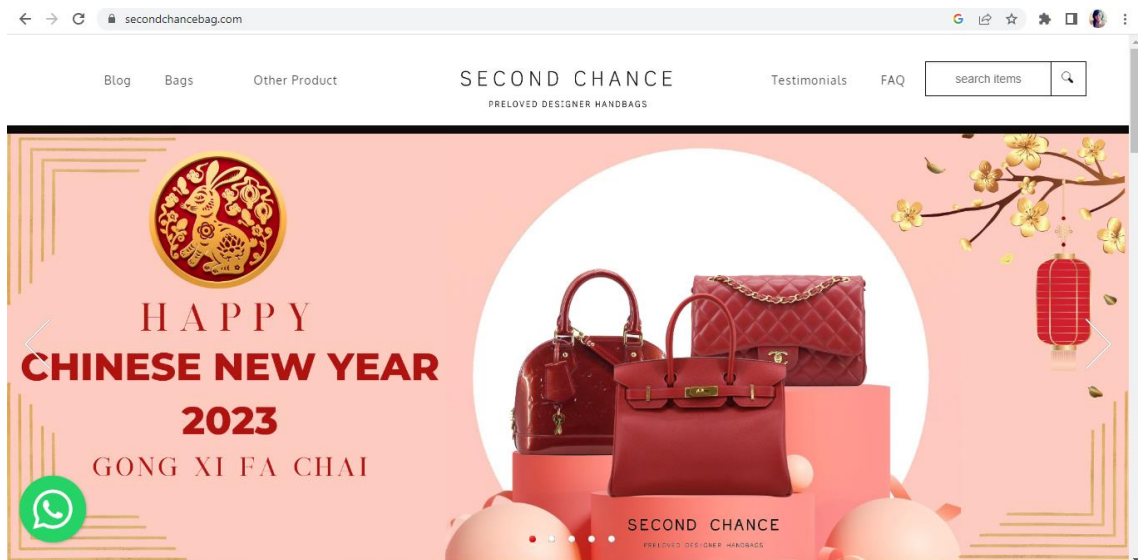 secondchancebag.com
Blog Bags Other Product
SECOND CHANCE
PRELOVED DESIGNER HANDBAGS
Testimonials FAQ
search items
HAPPY
CHINESE NEW YEAR
2023
GONG XI FA CHAI
SECOND CHANCE
PRELOVED DESIGNER HANDBAGS